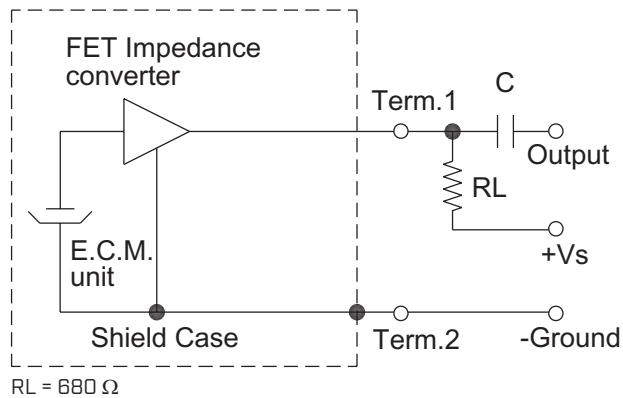 FET Impedance
converter
Term.1
C
Output
RL
+Vs
E.C.M.
unit
Shield Case
Term.2
-Ground
RL = 680 Ω